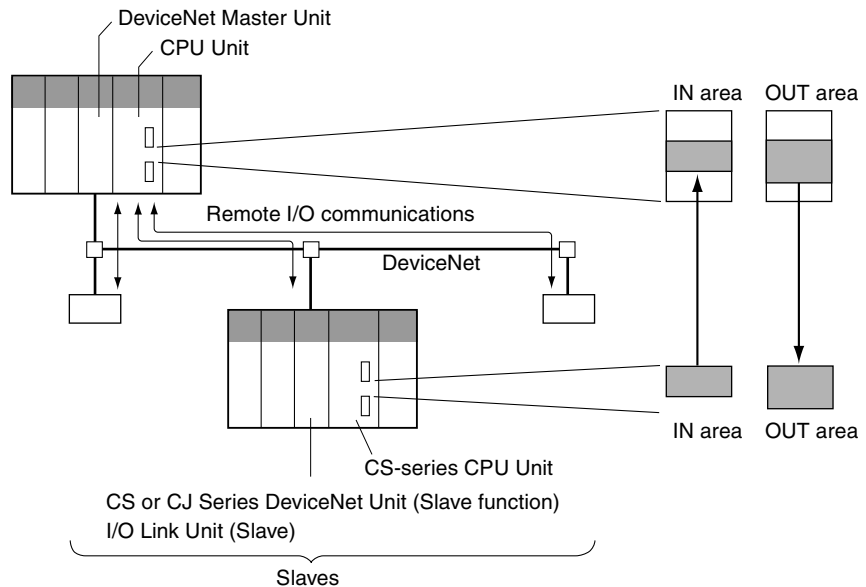 DeviceNet Master Unit
CPU Unit
IN area
OUT area
Remote I/O communications
DeviceNet
IN area
OUT area
CS-series CPU Unit
CS or CJ Series DeviceNet Unit (Slave function)
I/O Link Unit (Slave)
Slaves